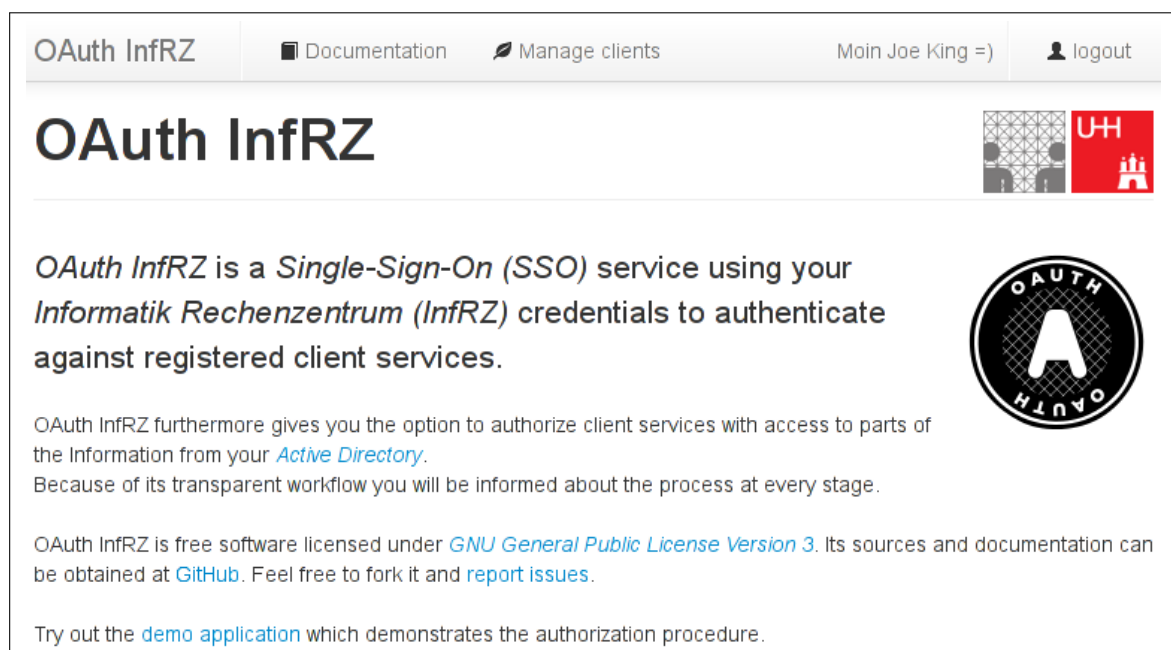 OAuth InfRZ Documentation Manage clients Moin Joe King =) logout
OAuth InfRZ
UHH
OAuth InfRZ is a Single-Sign-On (SSO) service using your
Informatik Rechenzentrum (InfRZ) credentials to authenticate
against registered client services.
OAUTH
A
OAUTH
OAuth InfRZ furthermore gives you the option to authorize client services with access to parts of
the Information from your Active Directory.
Because of its transparent workflow you will be informed about the process at every stage.
OAuth InfRZ is free software licensed under GNU General Public License Version 3. Its sources and documentation can
be obtained at GitHub. Feel free to fork it and report issues.
Try out the demo application which demonstrates the authorization procedure.